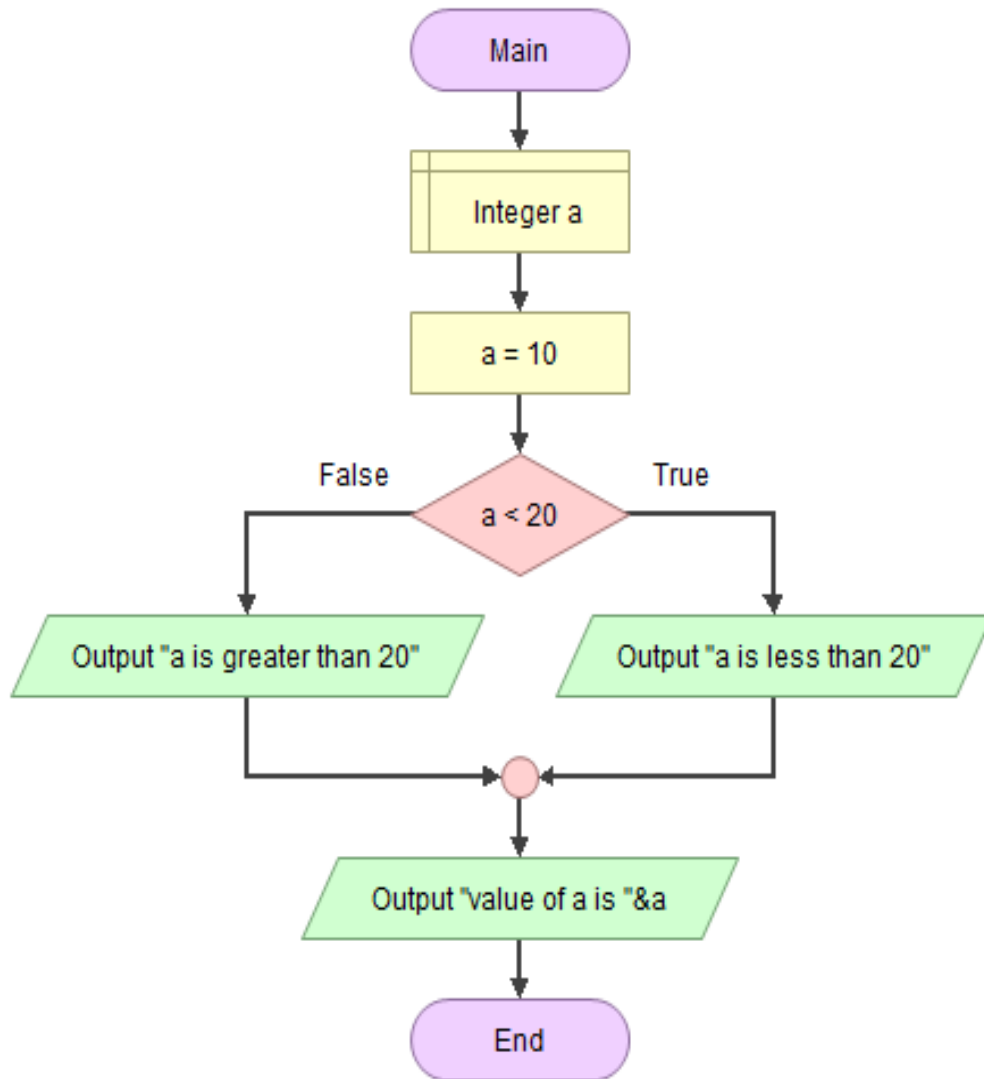 Main
Integer a
a = 10
False
True
a < 20
Output "a is greater than 20"
Output "a is less than 20"
Output "value of a is "&a
End